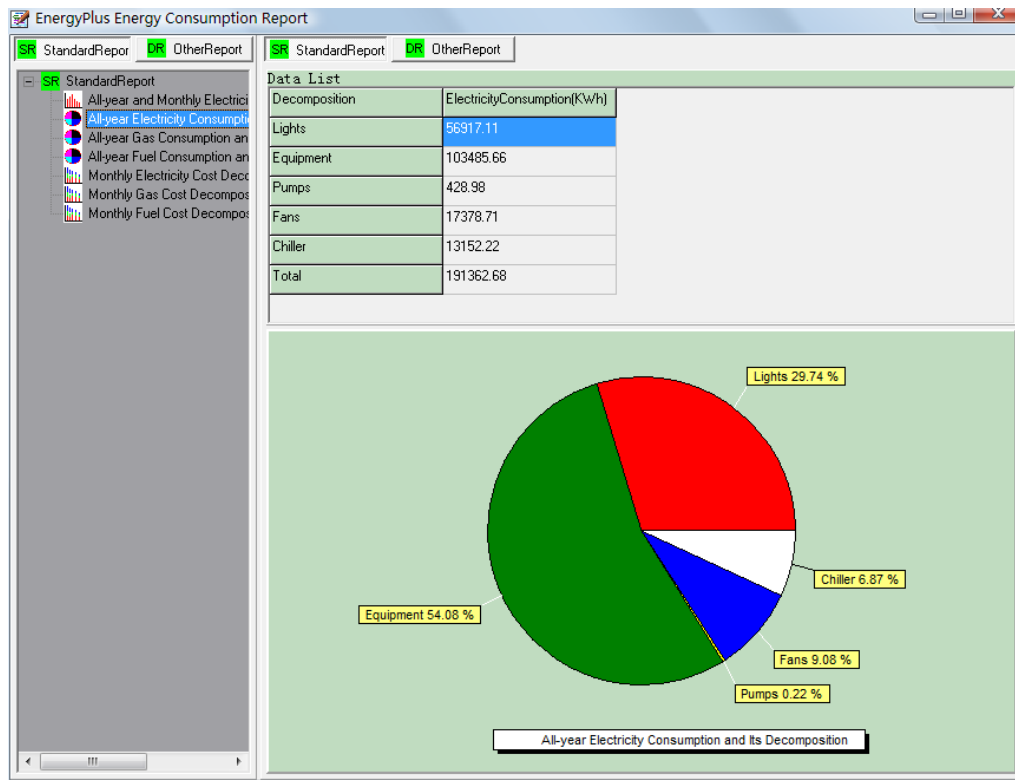 EnergyPlus Energy Consumption Report
SR StandardRepor DR OtherReport
SR StandardReport
All-year and Monthly Electrici
All-year Electricity Consumpti
All-year Gas Consumption an
All-year Fuel Consumption an
Monthly Electricity Cost Deco
Monthly Gas Cost Decompos
Monthly Fuel Cost Decompos
SR StandardReport DR OtherReport
Data List
Decomposition ElectricityConsumption(KWh)
Lights 56917.11
Equipment 103485.66
Pumps 428.98
Fans 17378.71
Chiller 13152.22
Total 191362.68
Lights 29.74 %
Chiller 6.87 %
Equipment 54.08 %
Fans 9.08 %
Pumps 0.22 %
All-year Electricity Consumption and Its Decomposition